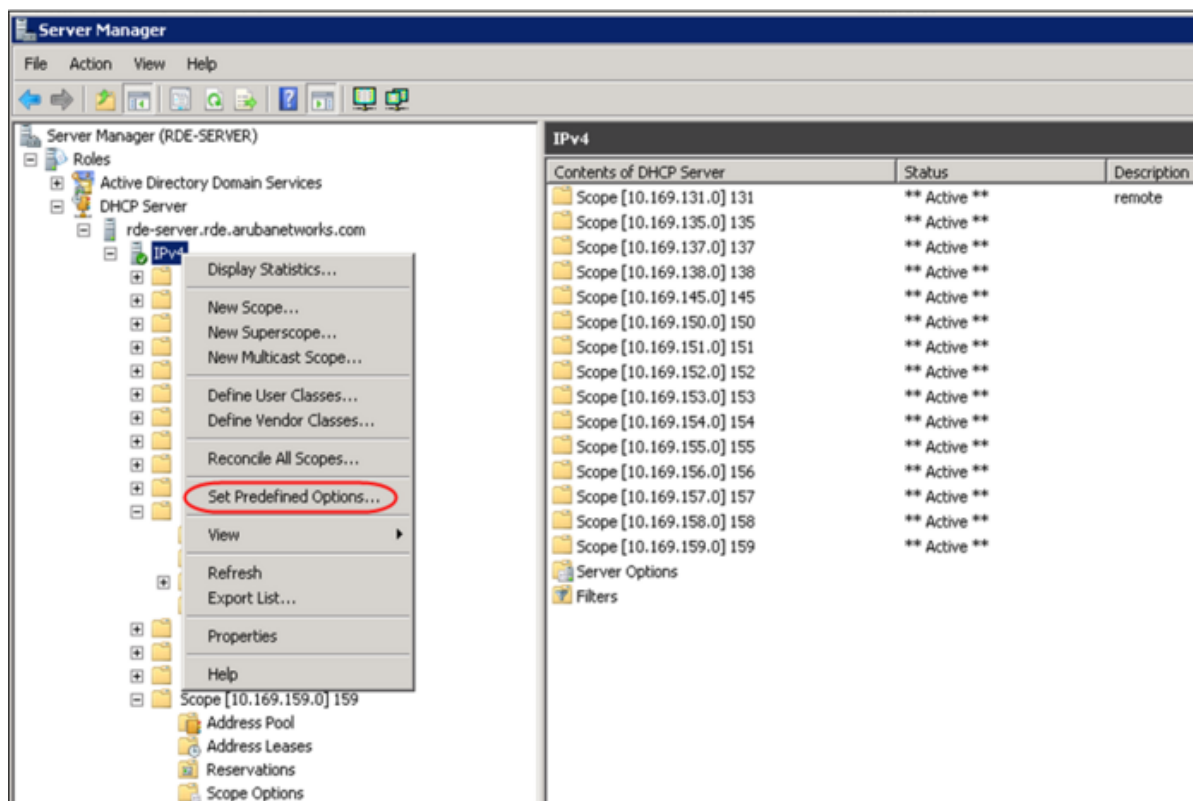 Server Manager
File Action View Help
Server Manager (RDE-SERVER)
Roles
Active Directory Domain Services
DHCP Server
rde-server.rde.arubanetworks.com
IPv4
Display Statistics...
New Scope...
New Superscope...
New Multicast Scope...
Define User Classes...
Define Vendor Classes...
Reconcile All Scopes...
Set Predefined Options...
View
Refresh
Export List...
Properties
Help
Scope [10.169.159.0] 159
Address Pool
Address Leases
Reservations
Scope Options
IPv4
Contents of DHCP Server Status Description
Scope [10.169.131.0] 131 ** Active ** remote
Scope [10.169.135.0] 135 ** Active **
Scope [10.169.137.0] 137 ** Active **
Scope [10.169.138.0] 138 ** Active **
Scope [10.169.145.0] 145 ** Active **
Scope [10.169.150.0] 150 ** Active **
Scope [10.169.151.0] 151 ** Active **
Scope [10.169.152.0] 152 ** Active **
Scope [10.169.153.0] 153 ** Active **
Scope [10.169.154.0] 154 ** Active **
Scope [10.169.155.0] 155 ** Active **
Scope [10.169.156.0] 156 ** Active **
Scope [10.169.157.0] 157 ** Active **
Scope [10.169.158.0] 158 ** Active **
Scope [10.169.159.0] 159 ** Active **
Server Options
Filters